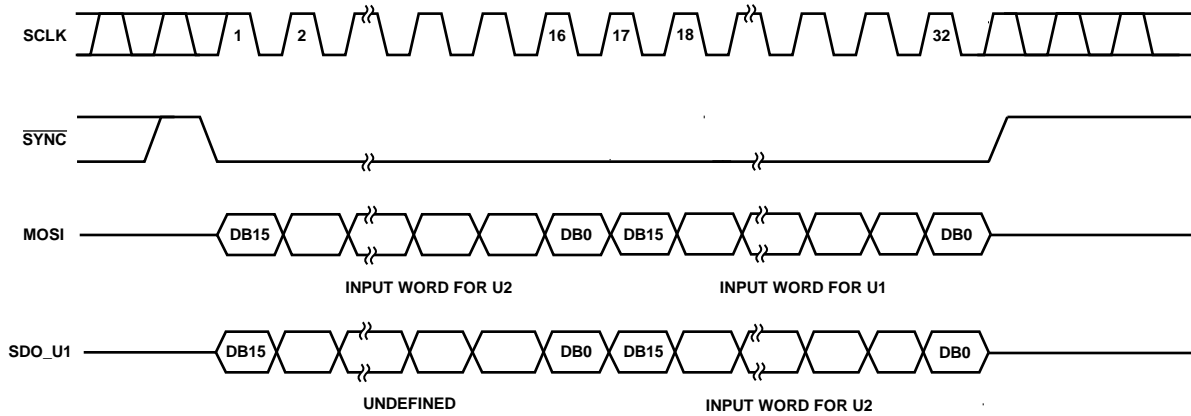 SCLK 1 2 16 17 18 32
SYNC
MOSI DB15 DB0 DB15 DB0
INPUT WORD FOR U2 INPUT WORD FOR U1
SDO_U1 DB15 DB0 DB15 DB0
UNDEFINED INPUT WORD FOR U2